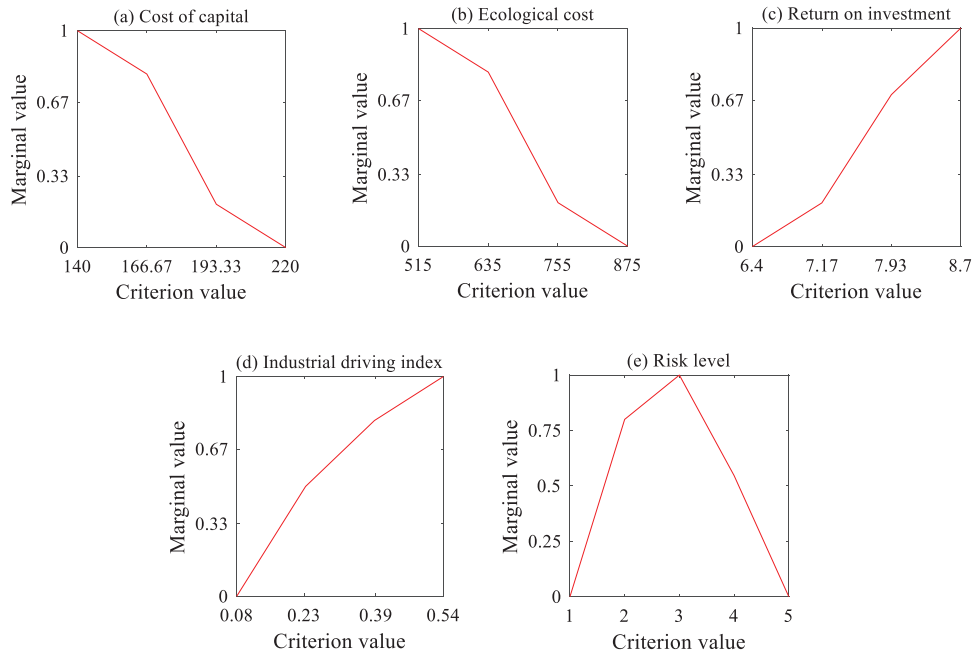 (a) Cost of capital
1
0.67
0.33
0
Marginal value
140 166.67 193.33 220
Criterion value
(b) Ecological cost
1
0.67
0.33
0
Marginal value
515 635 755 875
Criterion value
(c) Return on investment
1
0.67
0.33
0
Marginal value
6.4 7.17 7.93 8.7
Criterion value
(d) Industrial driving index
1
0.67
0.33
0
Marginal value
0.08 0.23 0.39 0.54
Criterion value
(e) Risk level
1
0.75
0.5
0.25
0
Marginal value
1 2 3 4 5
Criterion value